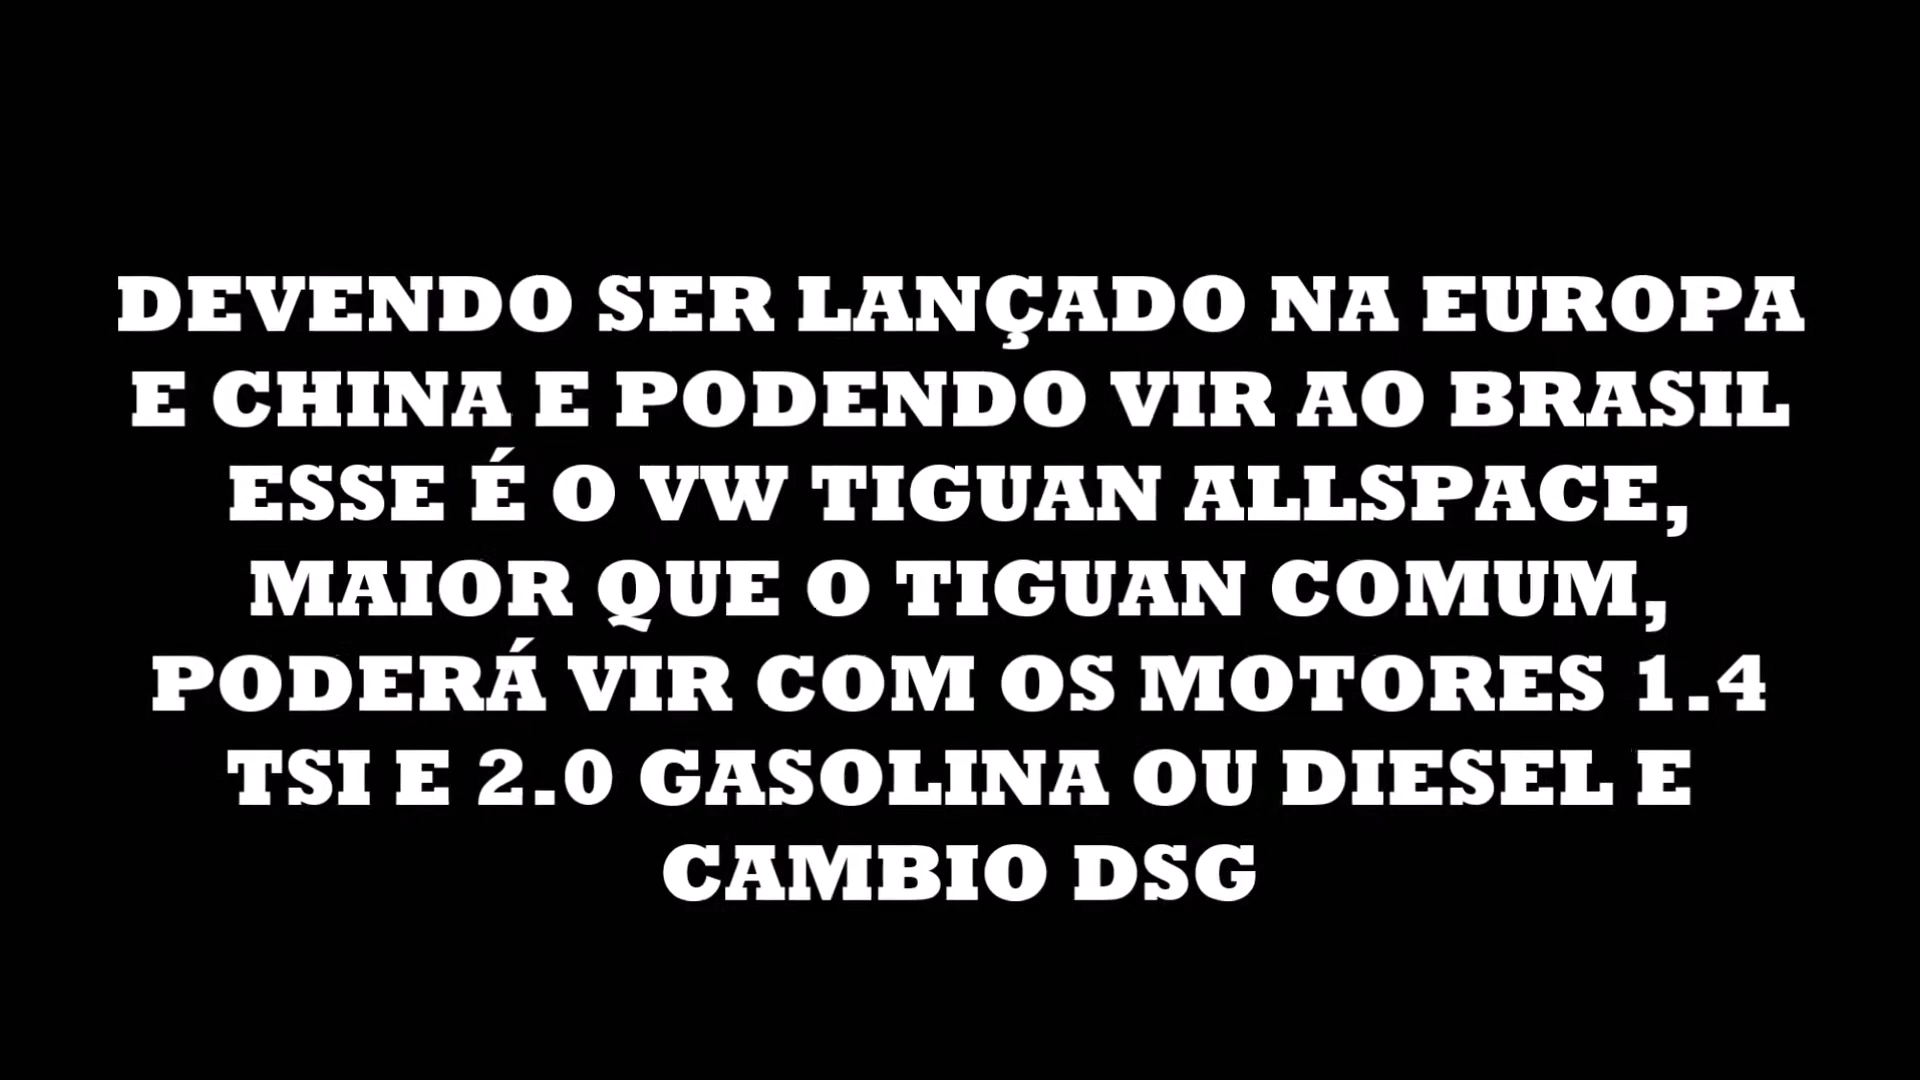 DEVENDO SER LANÇADO NA EUROPA
E CHINA E PODENDO VIR AO BRASIL
ESSE É O VW TIGUAN ALLSPACE,
MAIOR QUE O TIGUAN COMUM,
PODERÁ VIR COM OS MOTORES 1.4
TSI E 2.0 GASOLINA OU DIESEL E
CAMBIO DSG